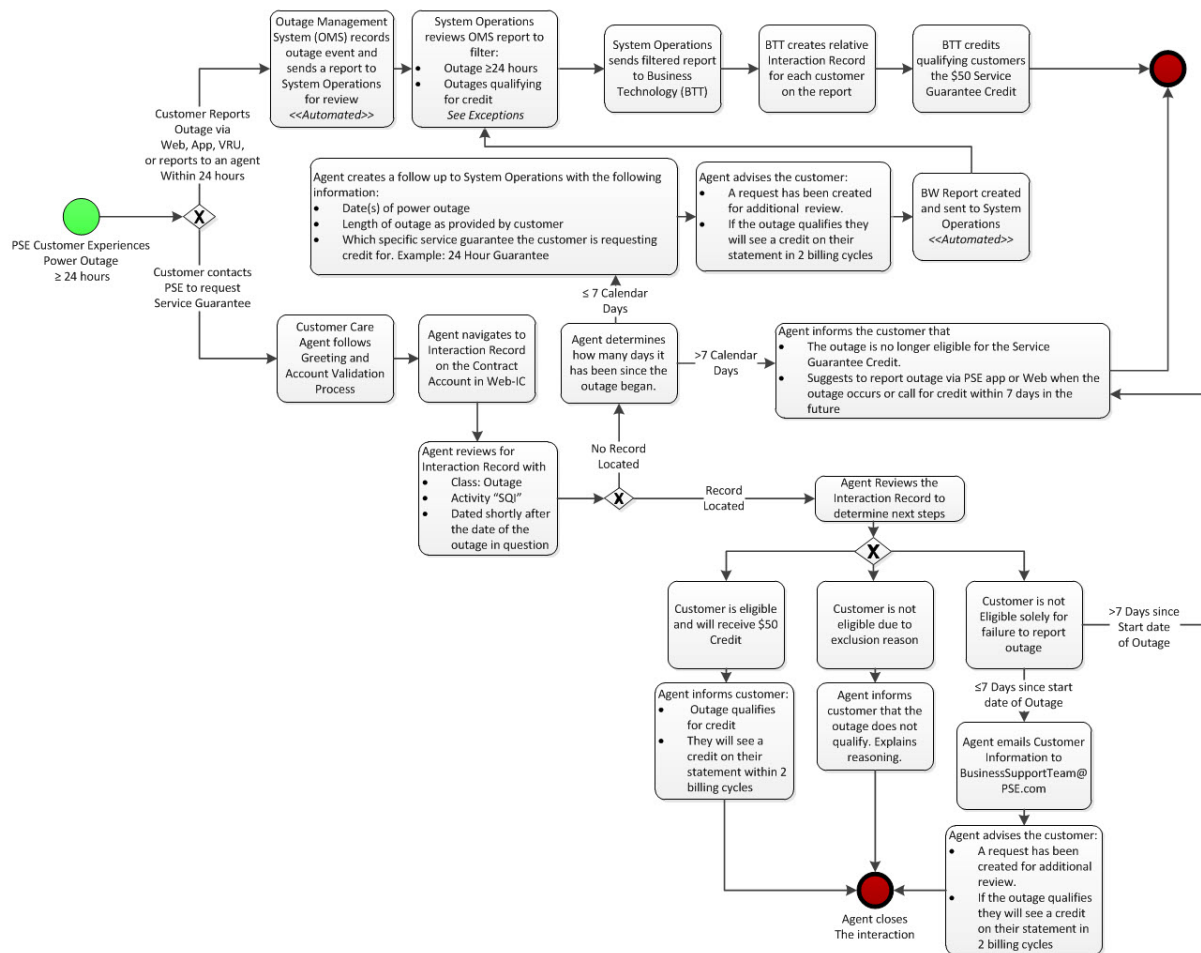 Outage Management
System (OMS) records
outage event and
sends a report to
System Operations
for review
<<Automated>>
System Operations
reviews OMS report to
filter:
• Outage ≥24 hours
• Outages qualifying
for credit
See Exceptions
System Operations
sends filtered report
to Business
Technology (BTT)
BTT creates relative
Interaction Record
for each customer
on the report
BTT credits
qualifying customers
the $50 Service
Guarantee Credit
Customer Reports
Outage via
Web, App, VRU,
or reports to an agent
Within 24 hours
X
PSE Customer Experiences
Power Outage
≥ 24 hours
Customer contacts
PSE to request
Service Guarantee
Agent creates a follow up to System Operations with the following
information:
• Date(s) of power outage
• Length of outage as provided by customer
• Which specific service guarantee the customer is requesting
credit for. Example: 24 Hour Guarantee
Agent advises the customer:
• A request has been created
for additional review.
• If the outage qualifies they
will see a credit on their
statement in 2 billing cycles
BW Report created
and sent to System
Operations
<<Automated>>
≤ 7 Calendar
Days
Customer Care
Agent follows
Greeting and
Account Validation
Process
Agent navigates to
Interaction Record
on the Contract
Account in Web-IC
Agent determines
how many days it
has been since the
outage began.
>7 Calendar
Days
Agent informs the customer that
• The outage is no longer eligible for the Service
Guarantee Credit.
• Suggests to report outage via PSE app or Web when the
outage occurs or call for credit within 7 days in the
future
Agent reviews for
Interaction Record with
• Class: Outage
• Activity “SQI”
• Dated shortly after
the date of the
outage in question
No Record
Located
X
Record
Located
Agent Reviews the
Interaction Record to
determine next steps
X
Customer is eligible
and will receive $50
Credit
Customer is not
eligible due to
exclusion reason
Customer is not
Eligible solely for
failure to report
outage
>7 Days since
Start date
of Outage
≤7 Days since start
date of Outage
Agent informs customer:
• Outage qualifies
for credit
• They will see a
credit on their
statement within 2
billing cycles
Agent informs
customer that the
outage does not
qualify. Explains
reasoning.
Agent emails Customer
Information to
BusinessSupportTeam@
PSE.com
Agent advises the customer:
• A request has been
created for additional
review.
• If the outage qualifies
they will see a credit
on their statement in
2 billing cycles
Agent closes
The interaction